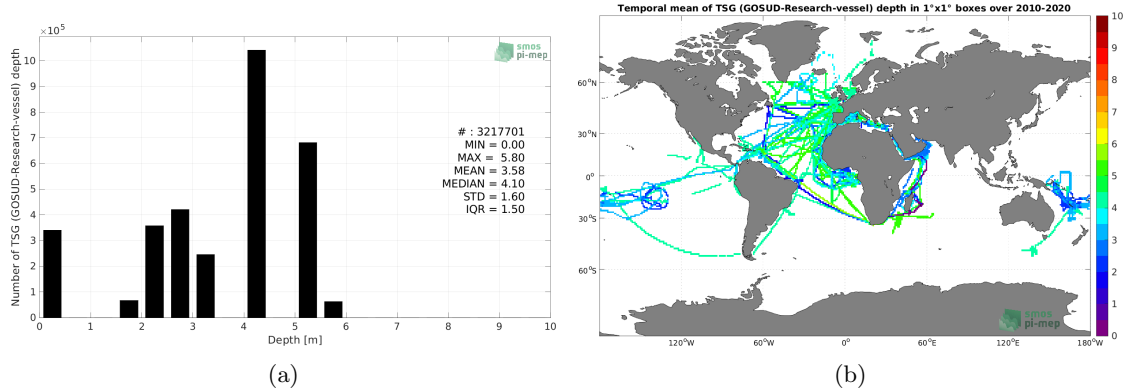 ×10⁵
10
9
8
7
6
5
4
3
2
1
0
Number of TSG (GOSUD-Research-vessel) depth
smos
pi-mep
# : 3217701
MIN = 0.00
MAX = 5.80
MEAN = 3.58
MEDIAN = 4.10
STD = 1.60
IQR = 1.50
0 1 2 3 4 5 6 7 8 9 10
Depth [m]
(a)
Temporal mean of TSG (GOSUD-Research-vessel) depth in 1°x1° boxes over 2010-2020
60°N
30°N
0°
30°S
60°S
120°W 60°W 0° 60°E 120°E 180°W
smos
pi-mep
10
9
8
7
6
5
4
3
2
1
0
(b)